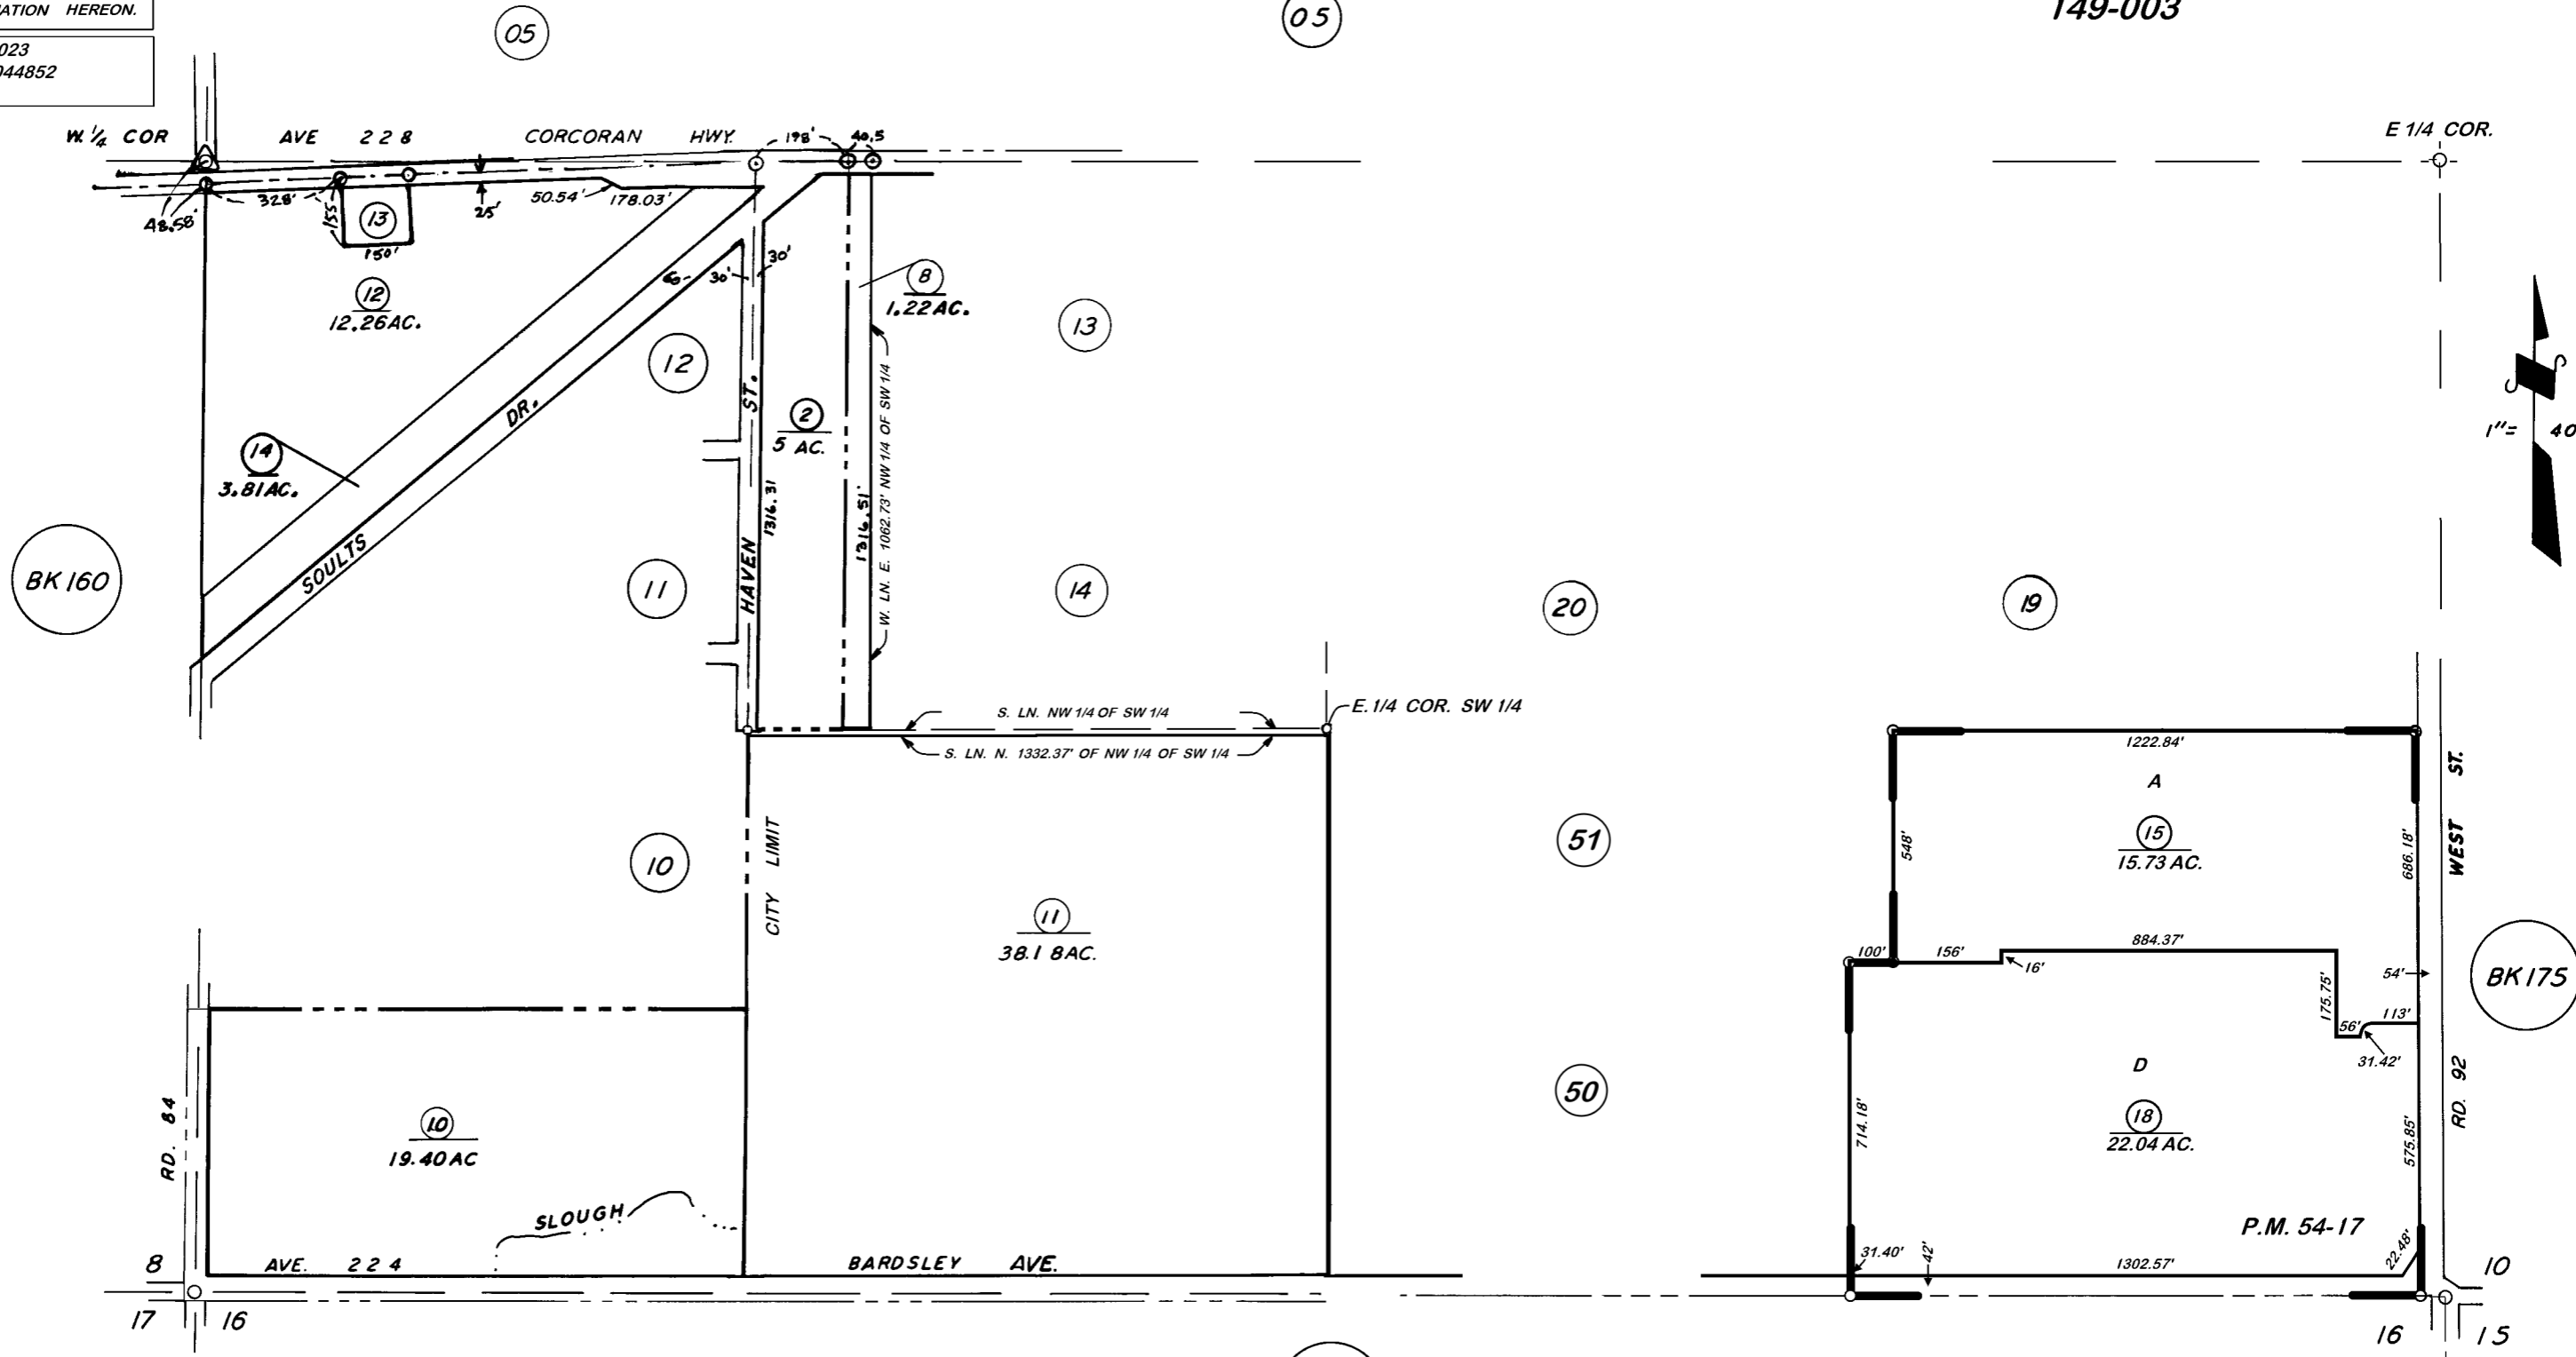 ATION HEREON.
023
044852
05
05
149-003
W. 1/4 COR
AVE 228
CORCORAN HWY.
198'
40.5
E 1/4 COR.
48.58'
328'
155'
13
150'
25'
50.54'
178.03'
12
12.26AC.
60
30'
30'
8
1.22AC.
13
12
1"= 40
14
3.81AC.
SOULTS DR.
HAVEN ST.
2
5 AC.
1316.31
1316.51'
W. LN. E. 1062.73' NW 1/4 OF SW 1/4
BK 160
11
14
20
19
S. LN. NW 1/4 OF SW 1/4
E. 1/4 COR. SW 1/4
S. LN. N. 1332.37' OF NW 1/4 OF SW 1/4
1222.84'
A
15
15.73 AC.
548'
686.18'
WEST ST.
10
CITY LIMIT
11
38.18AC.
51
100'
156'
16'
884.37'
175.75'
54'
56'
113'
31.42'
BK 175
RD. 84
10
19.40AC
50
D
18
22.04 AC.
714.18'
575.85'
RD. 92
SLOUGH
P.M. 54-17
8
AVE. 224
BARDSLEY AVE.
31.40'
42'
1302.57'
22.48'
10
17
16
16
15